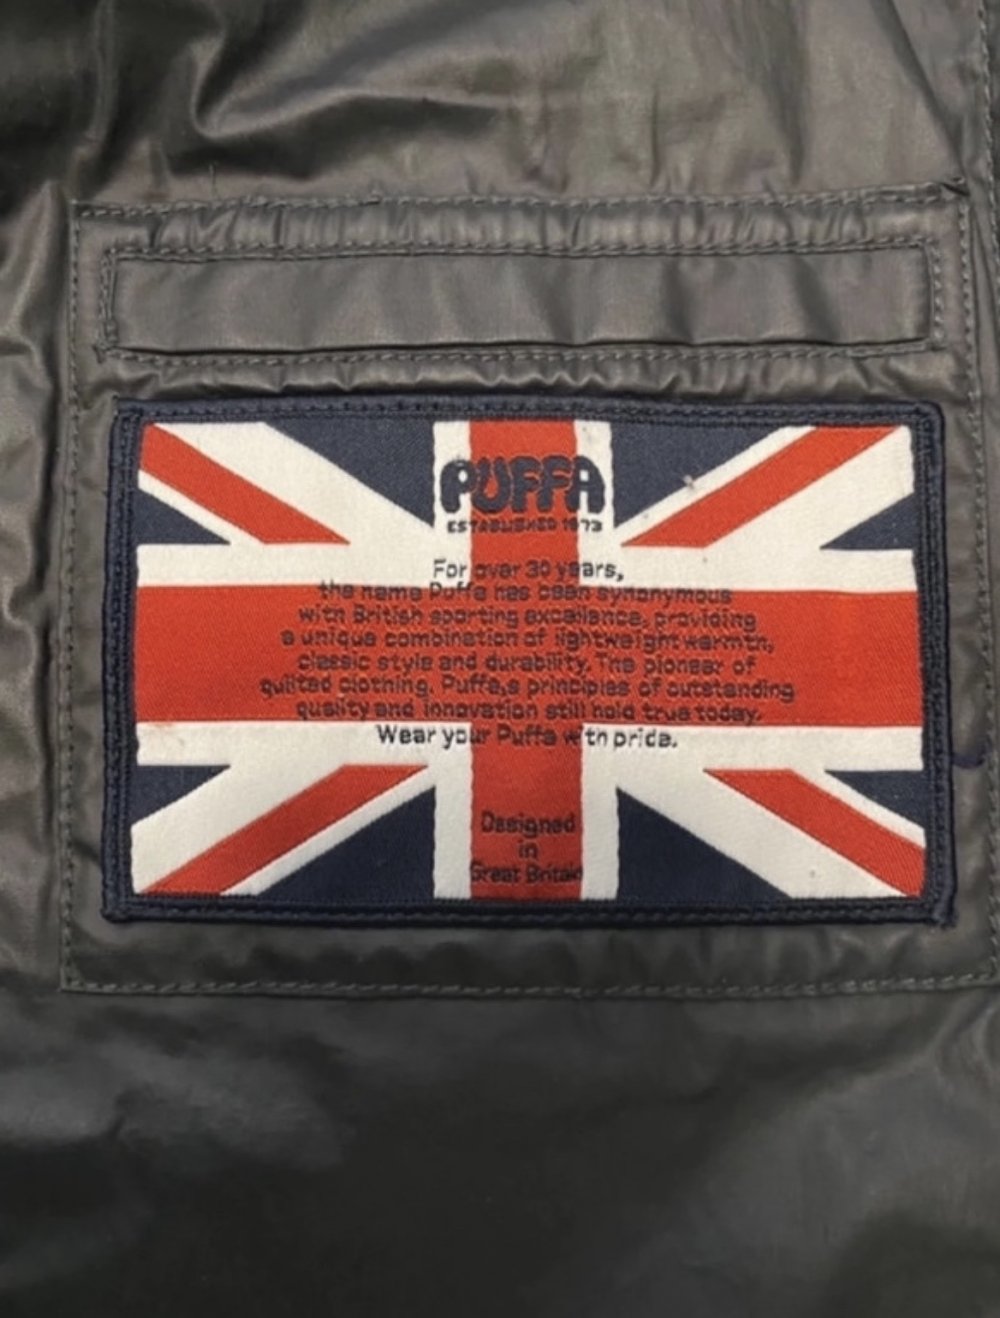 PUFFA
ESTABLISHED 1973
For over 30 years,
the name Puffa has been synonymous
with British sporting excellence, providing
a unique combination of lightweight warmth,
classic style and durability. The pioneer of
quilted clothing, Puffa,s principles of outstanding
quality and innovation still hold true today.
Wear your Puffa with pride.
Designed
in
Great Britain